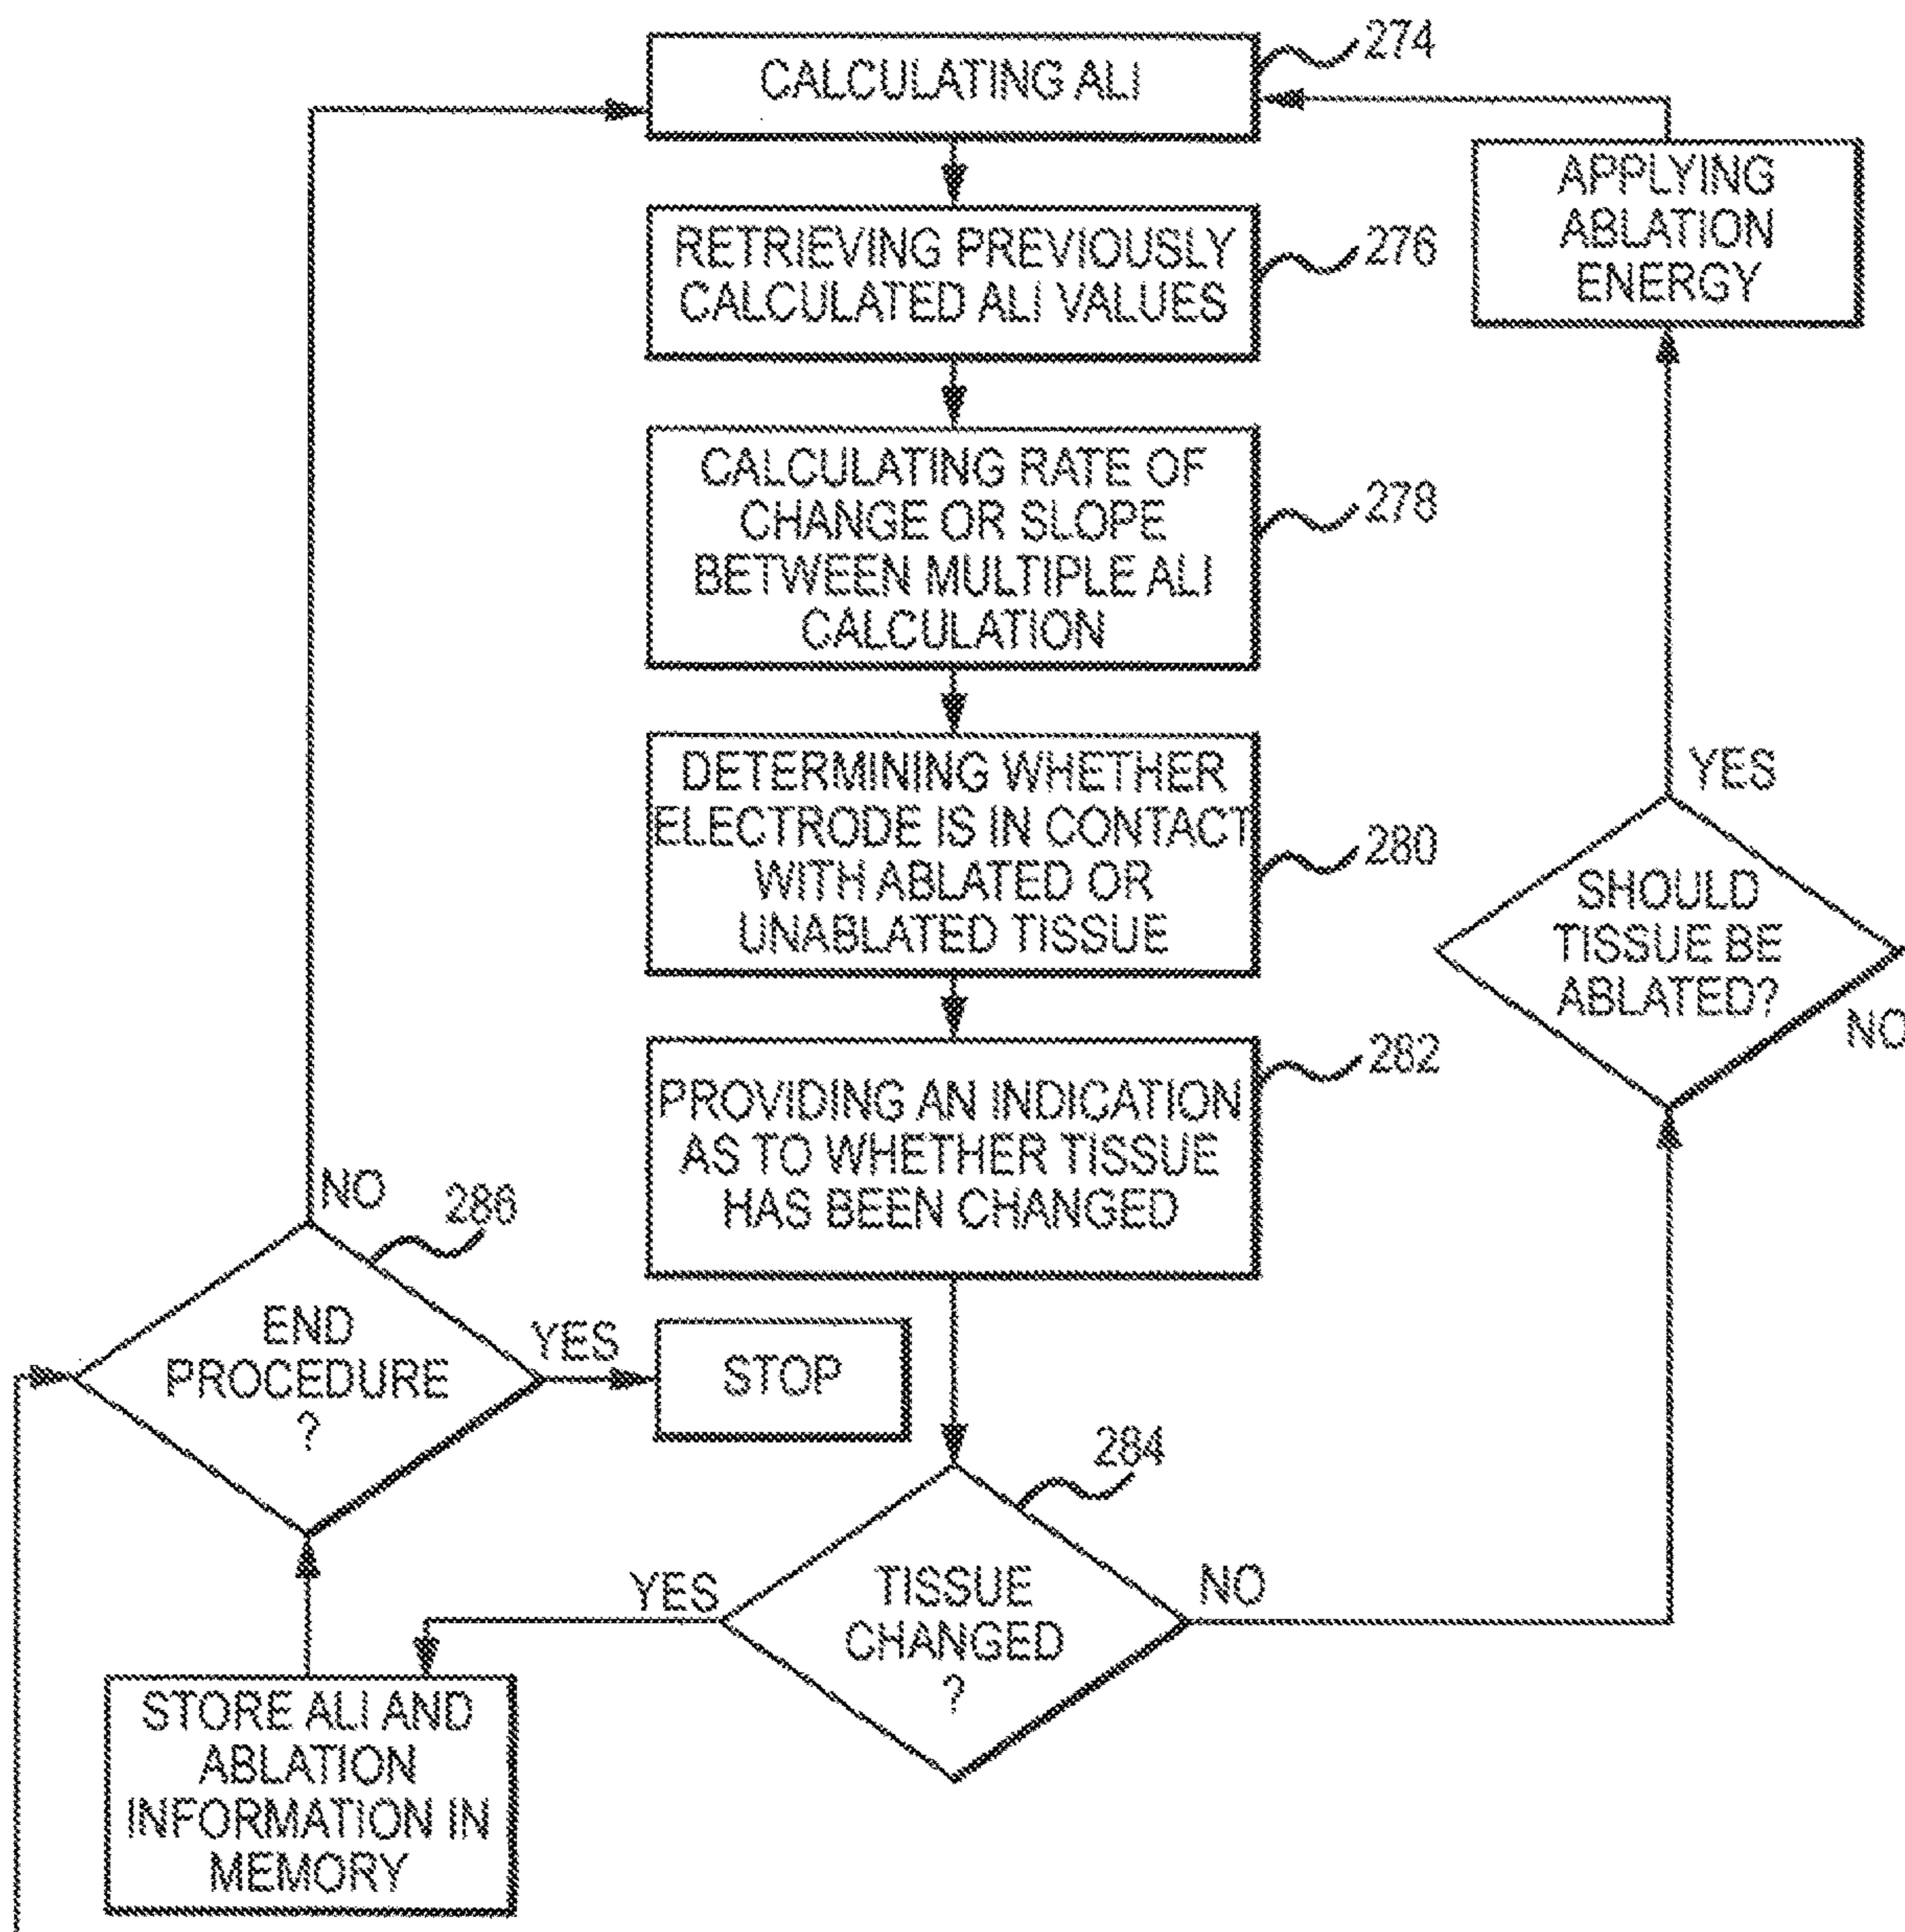 CALCULATING ALI
274
RETRIEVING PREVIOUSLY
CALCULATED ALI VALUES
276
APPLYING
ABLATION
ENERGY
CALCULATING RATE OF
CHANGE OR SLOPE
BETWEEN MULTIPLE ALI
CALCULATION
278
DETERMINING WHETHER
ELECTRODE IS IN CONTACT
WITH ABLATED OR
UNABLATED TISSUE
280
YES
SHOULD
TISSUE BE
ABLATED?
NO
PROVIDING AN INDICATION
AS TO WHETHER TISSUE
HAS BEEN CHANGED
282
NO
286
END
PROCEDURE
?
YES
STOP
284
TISSUE
CHANGED
?
YES
NO
STORE ALI AND
ABLATION
INFORMATION IN
MEMORY